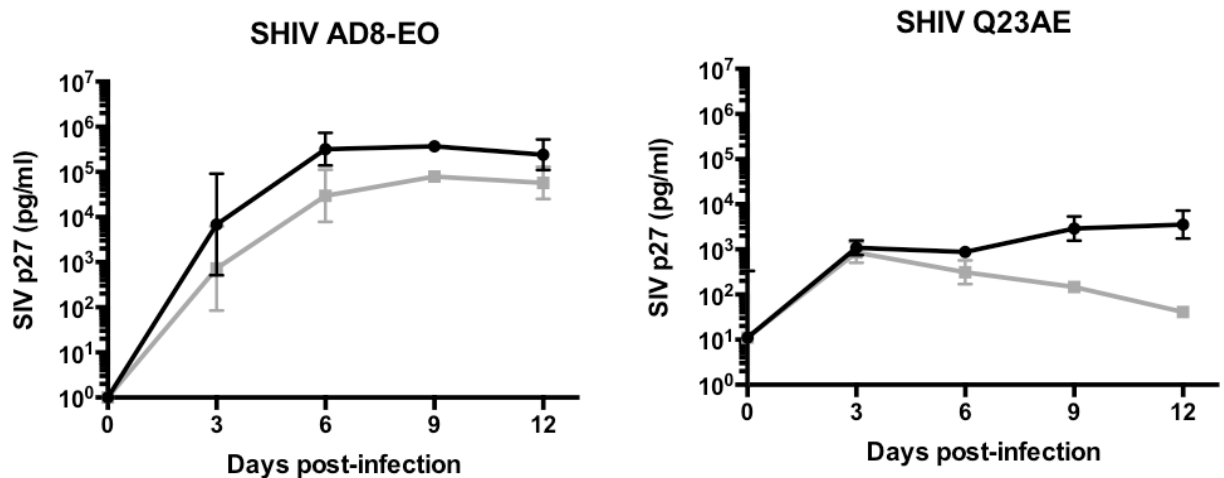 SHIV AD8-EO
SIV p27 (pg/ml)
10⁷
10⁶
10⁵
10⁴
10³
10²
10¹
10⁰
0 3 6 9 12
Days post-infection
SHIV Q23AE
SIV p27 (pg/ml)
10⁷
10⁶
10⁵
10⁴
10³
10²
10¹
10⁰
0 3 6 9 12
Days post-infection